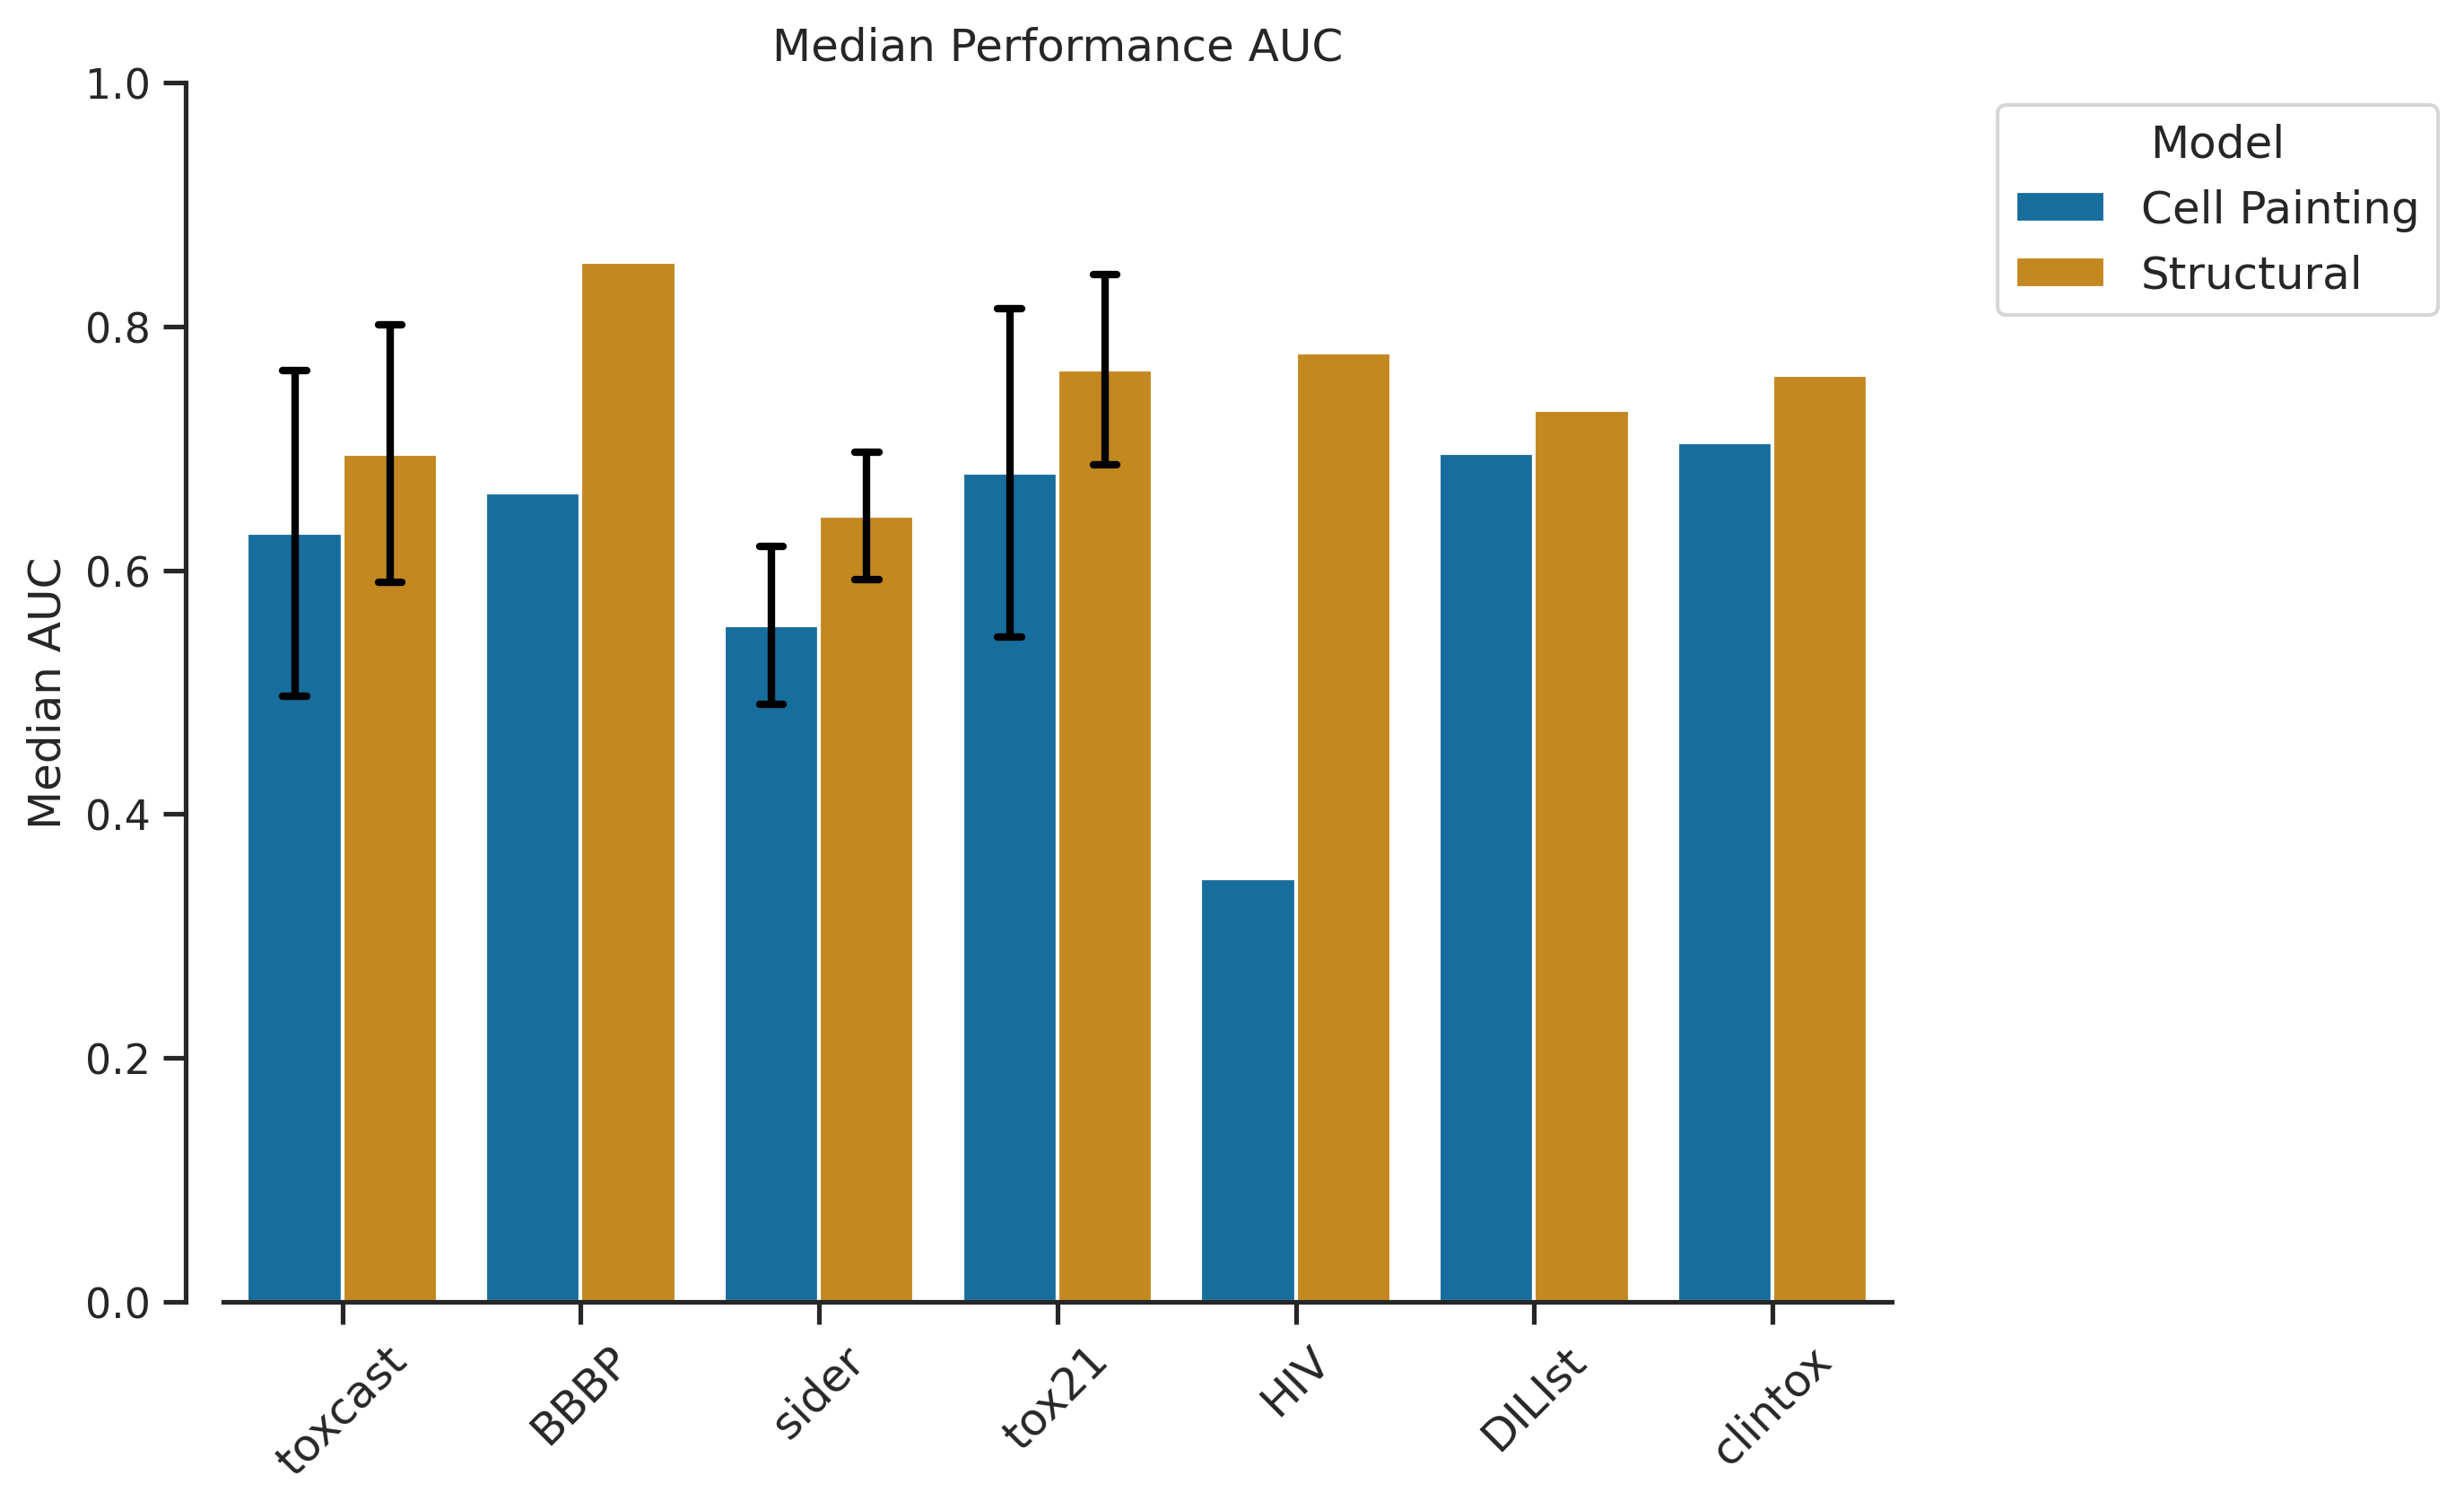 Median Performance AUC
Median AUC
1.0
0.8
0.6
0.4
0.2
0.0
toxcast
BBBP
sider
tox21
HIV
DILIst
clintox
Model
Cell Painting
Structural